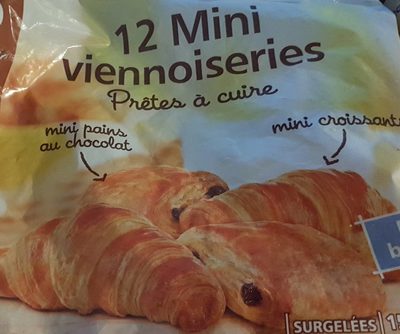 12 Mini
viennoiseries
Prêtes à cuire
mini pains
au chocolat
mini croissants
SURGELÉES